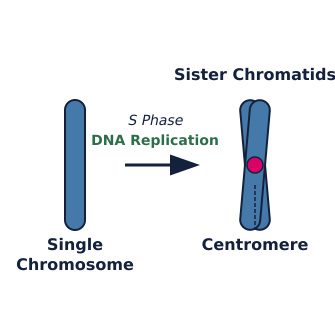 Sister Chromatids
S Phase
DNA Replication
Single
Chromosome
Centromere